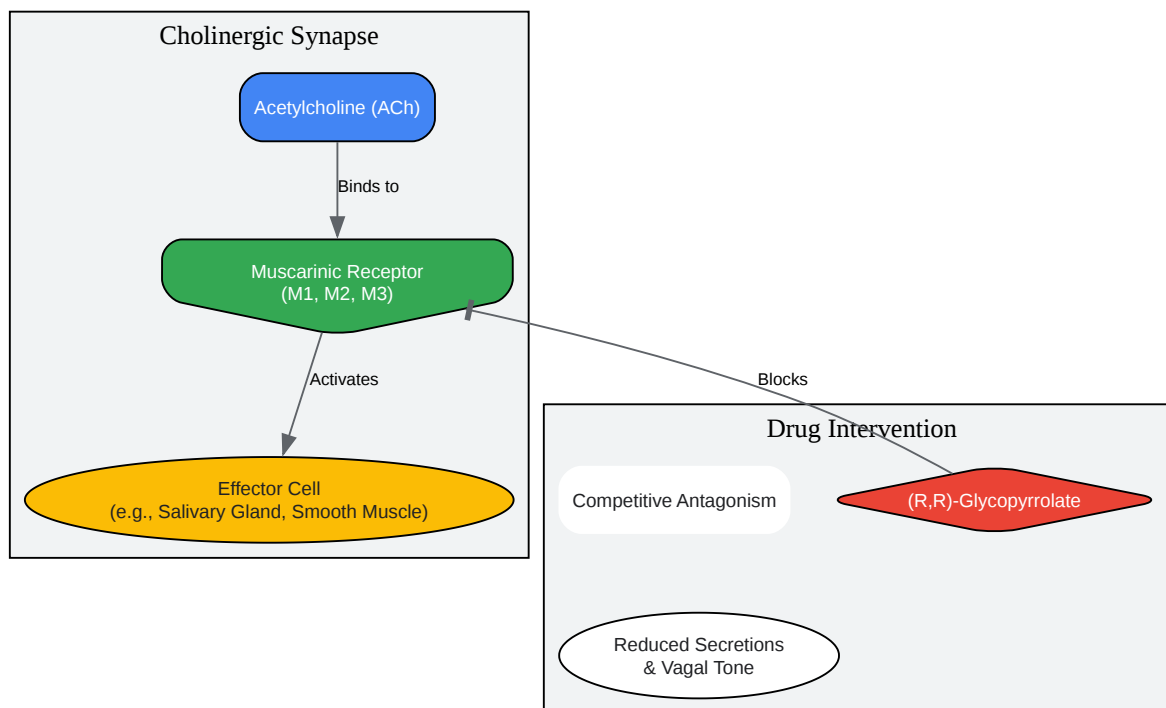 Cholinergic Synapse
Acetylcholine (ACh)
Binds to
Muscarinic Receptor
(M1, M2, M3)
Activates
Blocks
Effector Cell
(e.g., Salivary Gland, Smooth Muscle)
Drug Intervention
Competitive Antagonism
(R,R)-Glycopyrrolate
Reduced Secretions
& Vagal Tone